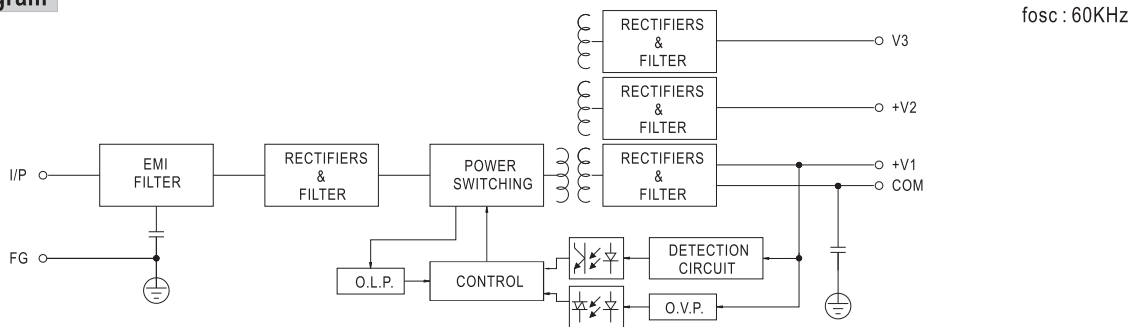 gram
fosc : 60KHz
RECTIFIERS
&
FILTER
V3
RECTIFIERS
&
FILTER
+V2
I/P
EMI
FILTER
RECTIFIERS
&
FILTER
POWER
SWITCHING
RECTIFIERS
&
FILTER
+V1
COM
FG
O.L.P.
CONTROL
DETECTION
CIRCUIT
O.V.P.